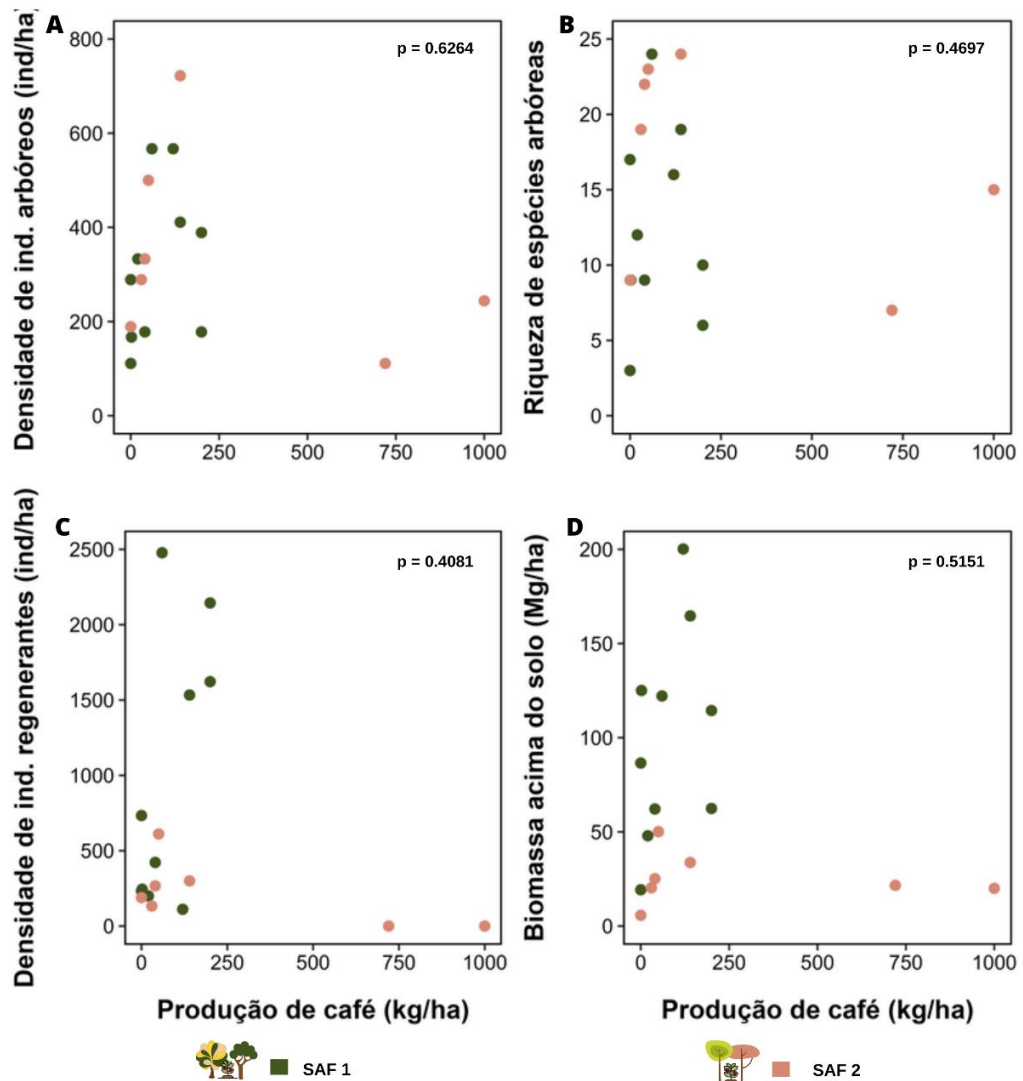 A
p = 0.6264
Densidade de ind. arbóreos (ind/ha)
800
600
400
200
0
0 250 500 750 1000
B
p = 0.4697
Riqueza de espécies arbóreas
25
20
15
10
5
0
0 250 500 750 1000
C
p = 0.4081
Densidade de ind. regenerantes (ind/ha)
2500
2000
1500
1000
500
0
0 250 500 750 1000
Produção de café (kg/ha)
D
p = 0.5151
Biomassa acima do solo (Mg/ha)
200
150
100
50
0
0 250 500 750 1000
Produção de café (kg/ha)
SAF 1
SAF 2